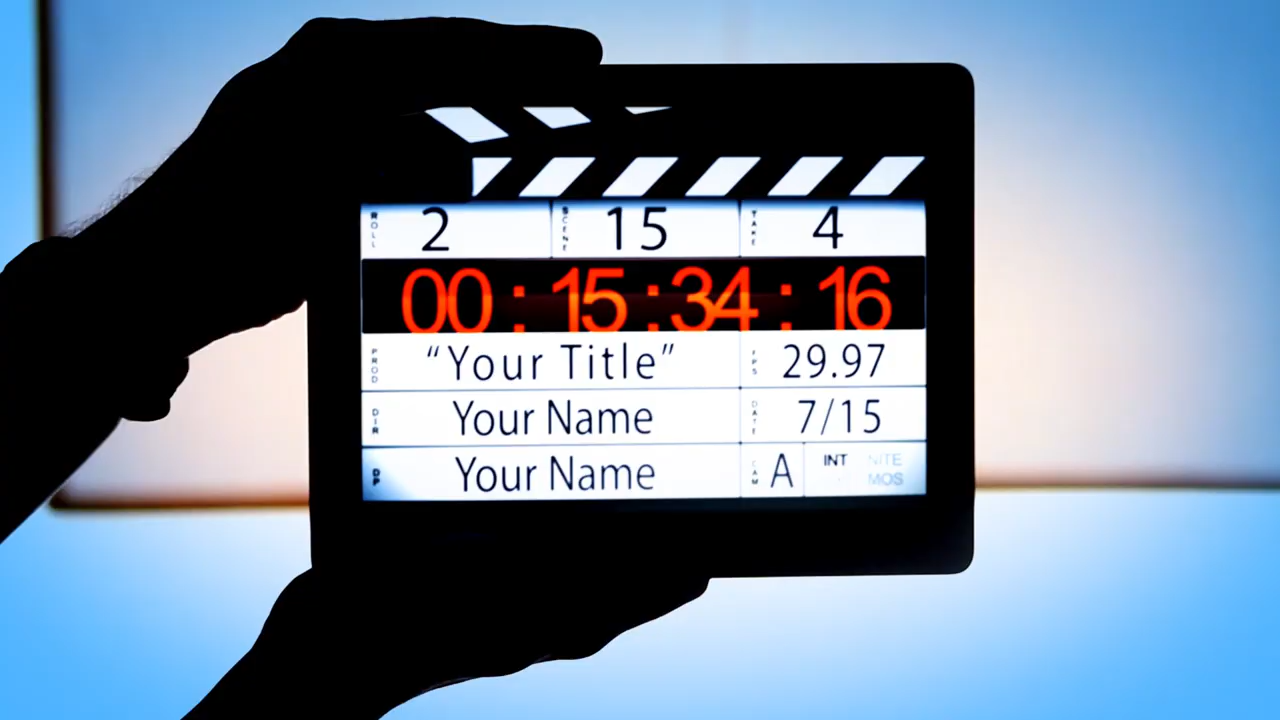 ROLL 2 SCENE 15 TAKE 4
00:15:34:16
PROD “Your Title” FPS 29.97
DIR Your Name DATE 7/15
DP Your Name CAM A INT NITE
MOS